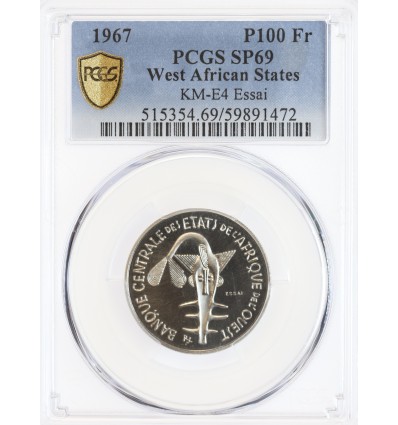 1967 P100 Fr
PCGS SP69
West African States
KM-E4 Essai
515354.69/59891472
PCGS
BANQUE CENTRALE DES ETATS DE L'AFRIQUE DE L'OUEST
ESSAI